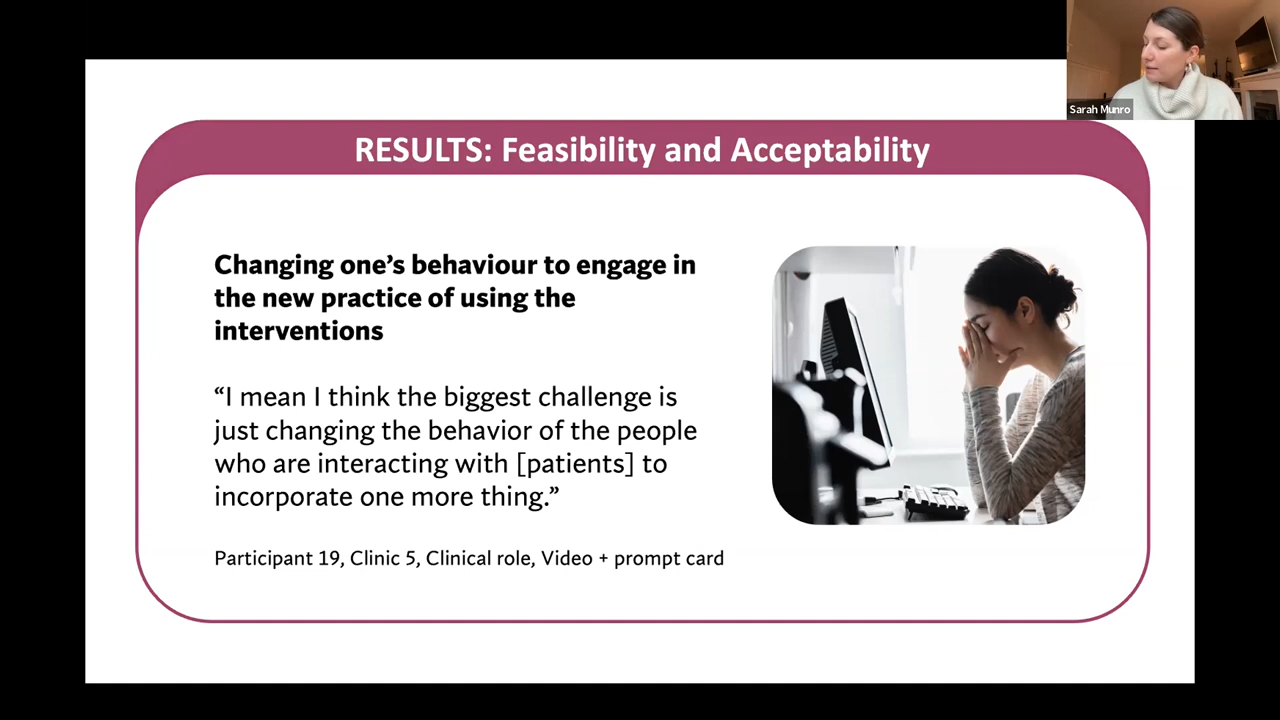 Sarah Munro
RESULTS: Feasibility and Acceptability
Changing one’s behaviour to engage in
the new practice of using the
interventions
“I mean I think the biggest challenge is
just changing the behavior of the people
who are interacting with [patients] to
incorporate one more thing.”
Participant 19, Clinic 5, Clinical role, Video + prompt card